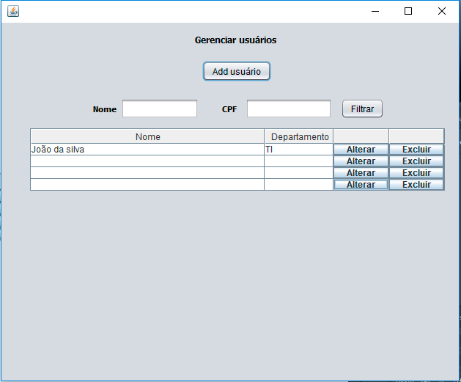 Gerenciar usuários
Add usuário
Nome CPF Filtrar
Nome Departamento
João da silva TI Alterar Excluir
Alterar Excluir
Alterar Excluir
Alterar Excluir